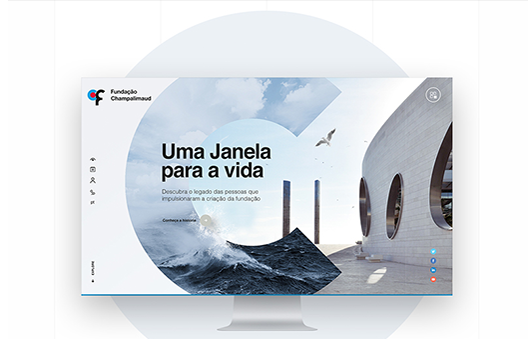 Fundação
Champalimaud
Uma Janela
para a vida
Descubra o legado das pessoas que
impulsionaram a criação da fundação
Conheça a história
EXPLORE